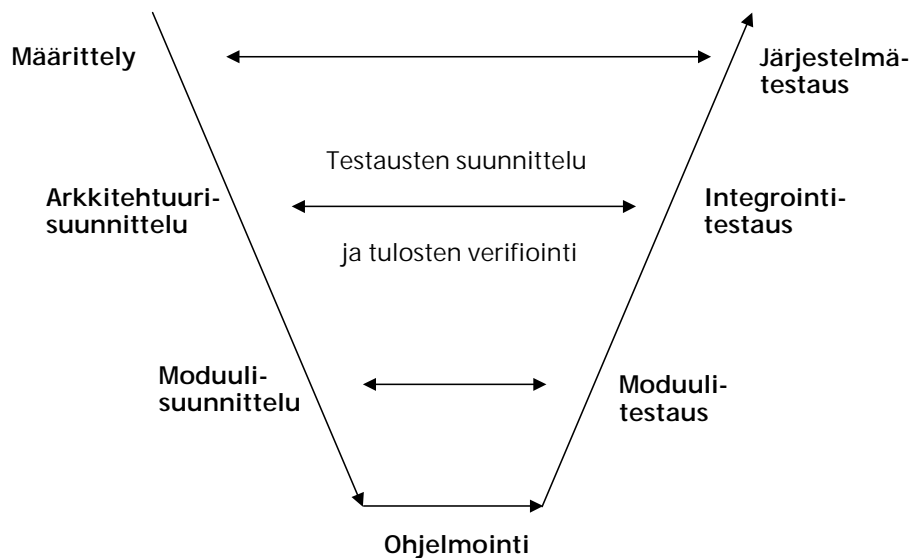 Määrittely
Järjestelmä-
testaus
Testausten suunnittelu
Arkkitehtuuri-
suunnittelu
Integrointi-
testaus
ja tulosten verifiointi
Moduuli-
suunnittelu
Moduuli-
testaus
Ohjelmointi